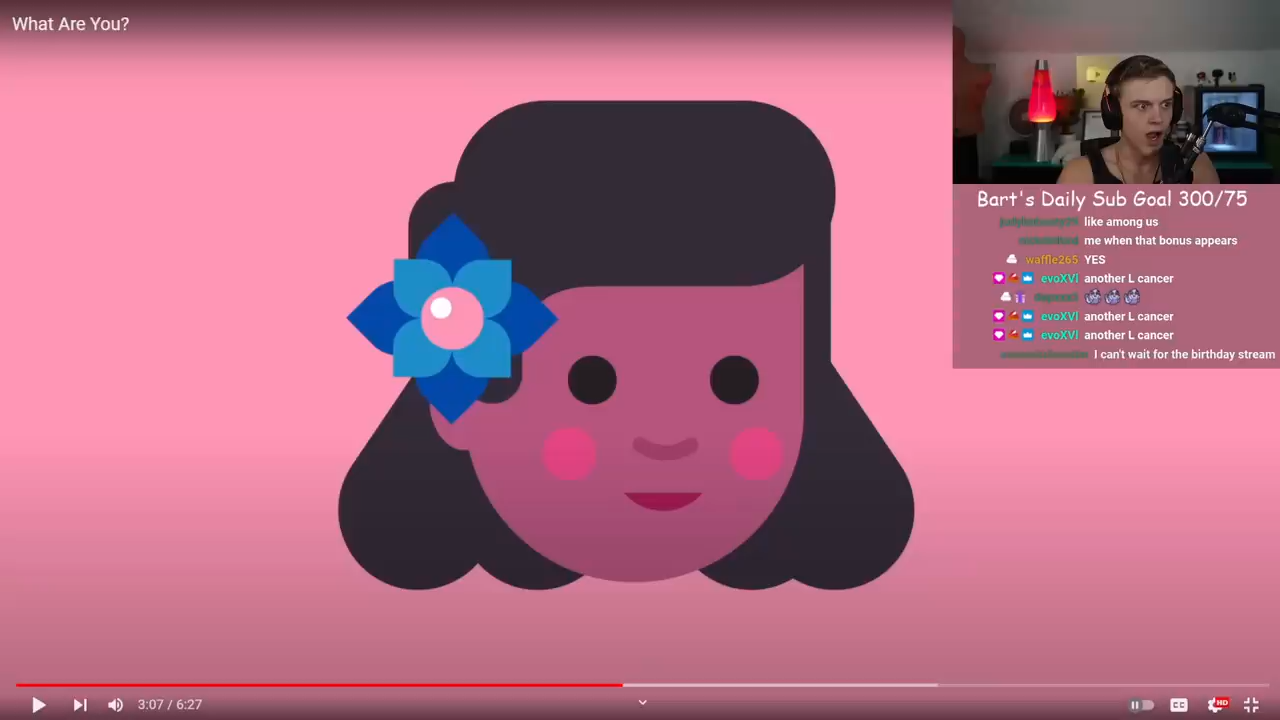 What Are You?
Bart's Daily Sub Goal 300/75
like among us
me when that bonus appears
waffle265 YES
evoXVI another L cancer
evoXVI another L cancer
evoXVI another L cancer
I can't wait for the birthday stream
3:07 / 6:27
CC
HD